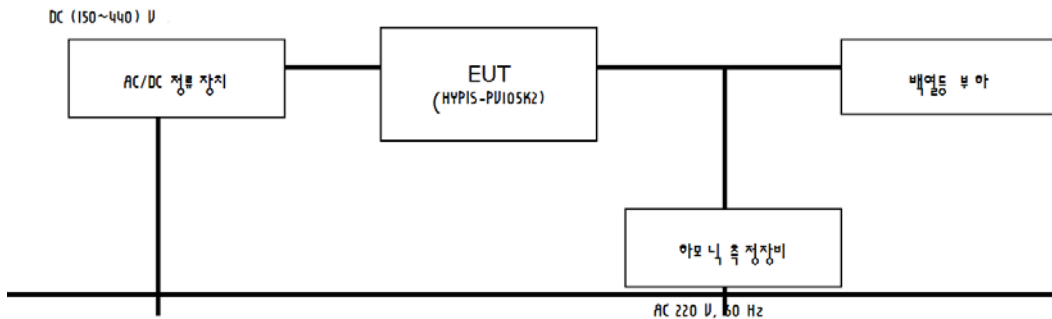 DC (150~440) V
AC/DC 정류 장치
EUT
(HYPIS-PV105K2)
백열등 부하
하모닉 측정장비
AC 220 V, 60 Hz